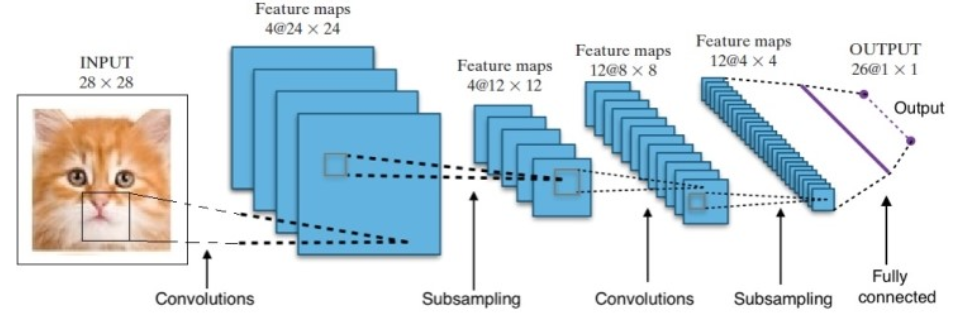 INPUT
28 × 28
Feature maps
4@24 × 24
Feature maps
4@12 × 12
Feature maps
12@8 × 8
Feature maps
12@4 × 4
OUTPUT
26@1 × 1
Output
Convolutions
Subsampling
Convolutions
Subsampling
Fully
connected